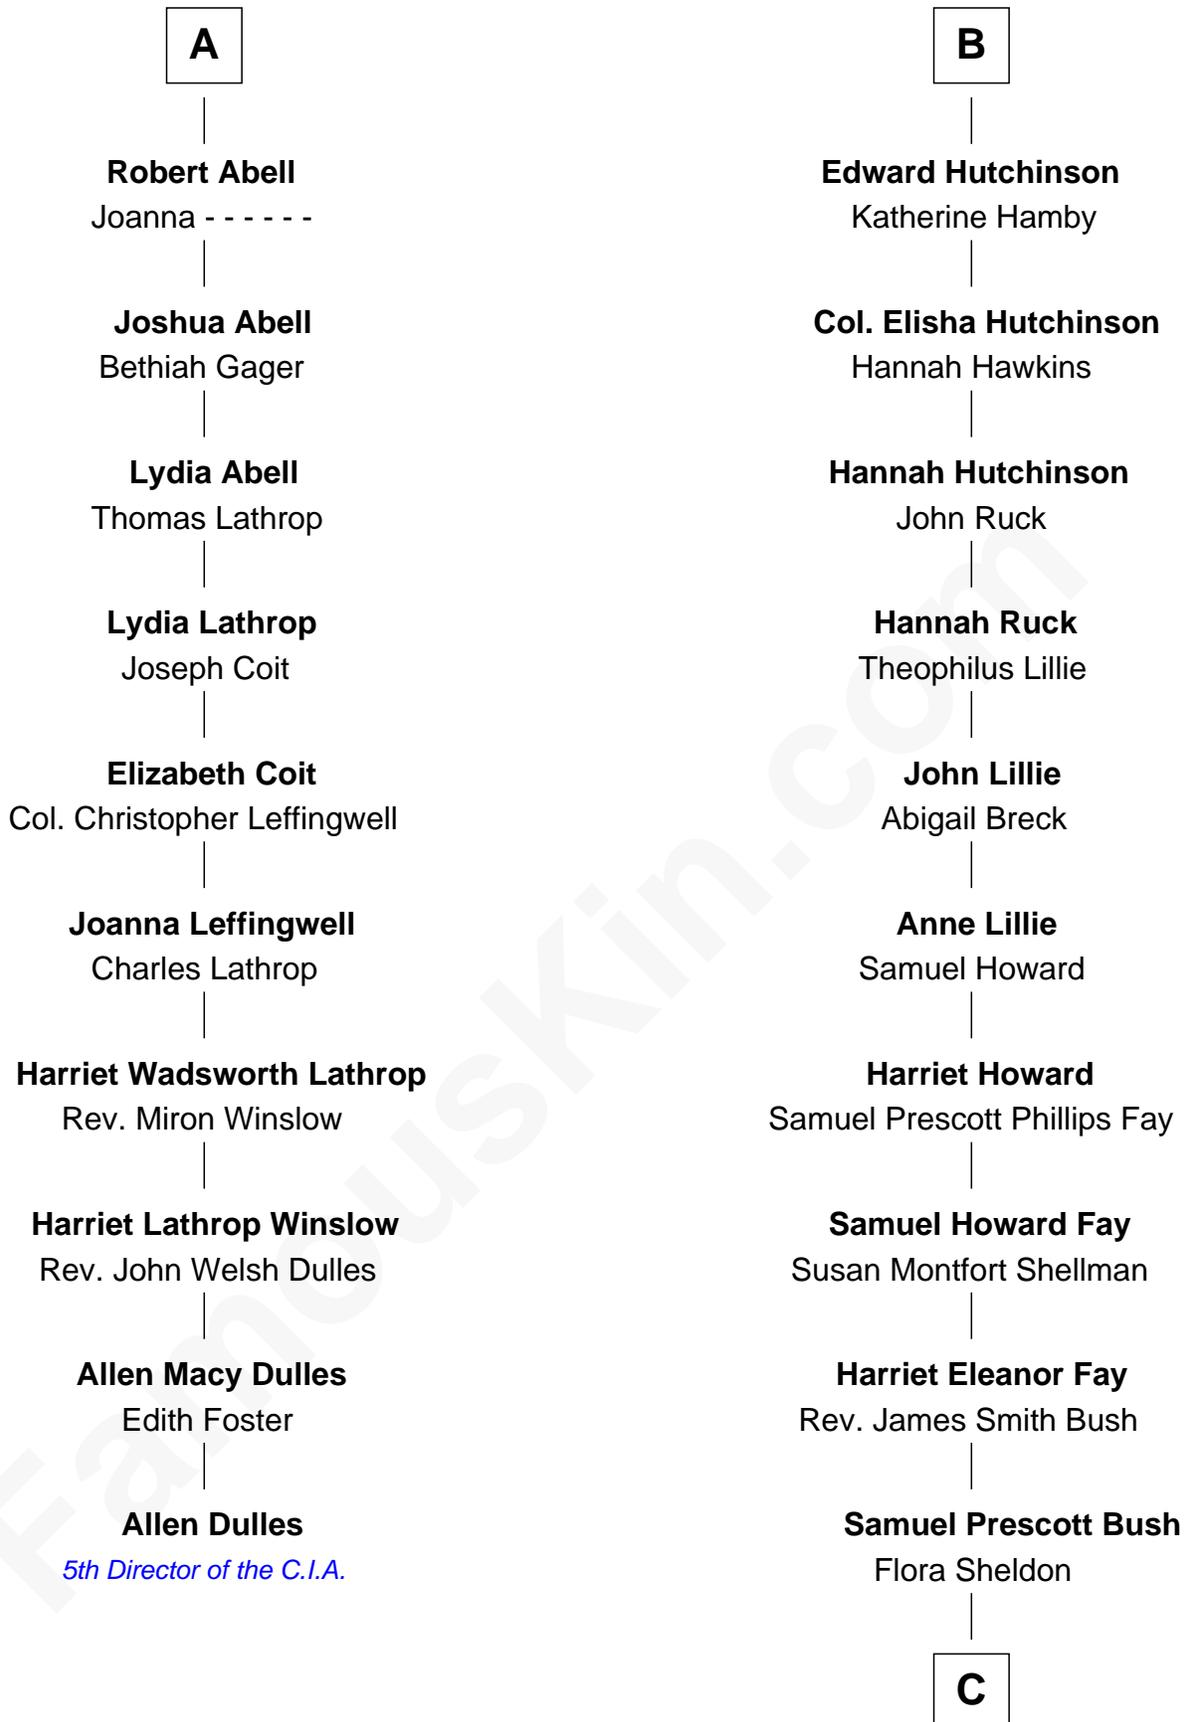 A
Robert Abell
Joanna - - - - - -
Joshua Abell
Bethiah Gager
Lydia Abell
Thomas Lathrop
Lydia Lathrop
Joseph Coit
Elizabeth Coit
Col. Christopher Leffingwell
Joanna Leffingwell
Charles Lathrop
Harriet Wadsworth Lathrop
Rev. Miron Winslow
Harriet Lathrop Winslow
Rev. John Welsh Dulles
Allen Macy Dulles
Edith Foster
Allen Dulles
5th Director of the C.I.A.
B
Edward Hutchinson
Katherine Hamby
Col. Elisha Hutchinson
Hannah Hawkins
Hannah Hutchinson
John Ruck
Hannah Ruck
Theophilus Lillie
John Lillie
Abigail Breck
Anne Lillie
Samuel Howard
Harriet Howard
Samuel Prescott Phillips Fay
Samuel Howard Fay
Susan Montfort Shellman
Harriet Eleanor Fay
Rev. James Smith Bush
Samuel Prescott Bush
Flora Sheldon
C
FamousKin.com